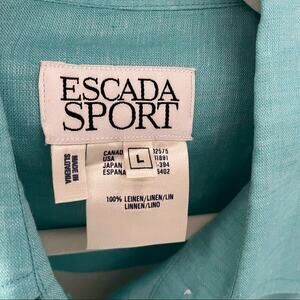 ESCADA
SPORT
MADE IN
SLOVENIA
L
CANADA 12575
USA 11891
JAPAN -394
ESPANA 5402
100% LEINEN/LINEN/LIN
LINNEN/LINO